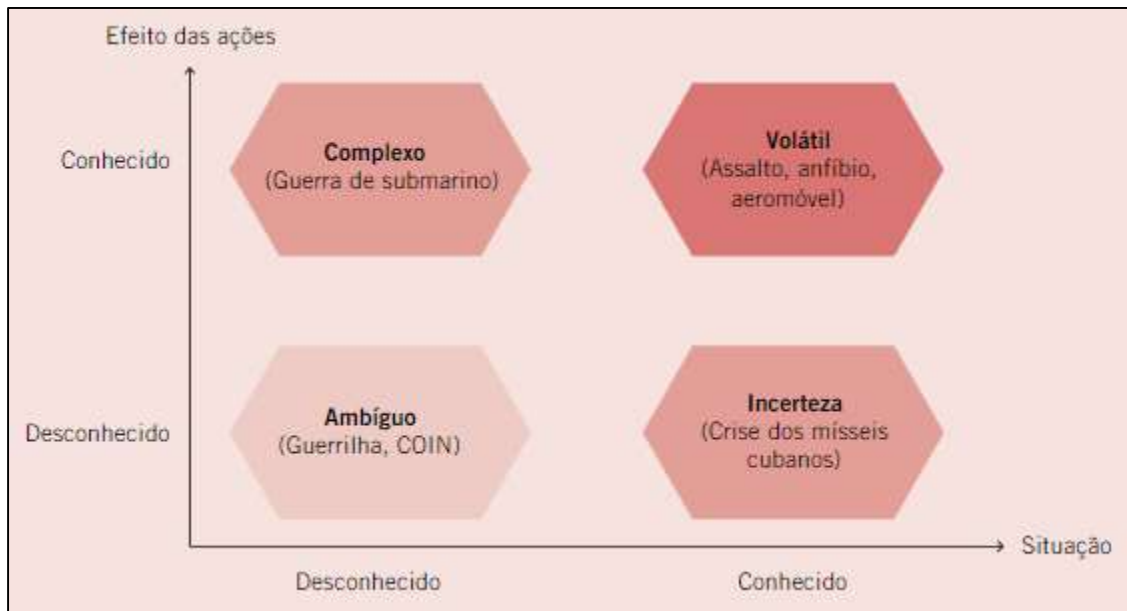 Efeito das ações
Conhecido
Complexo
(Guerra de submarino)
Volátil
(Assalto, anfíbio,
aeromóvel)
Desconhecido
Ambíguo
(Guerrilha, COIN)
Incerteza
(Crise dos mísseis
cubanos)
Situação
Desconhecido
Conhecido